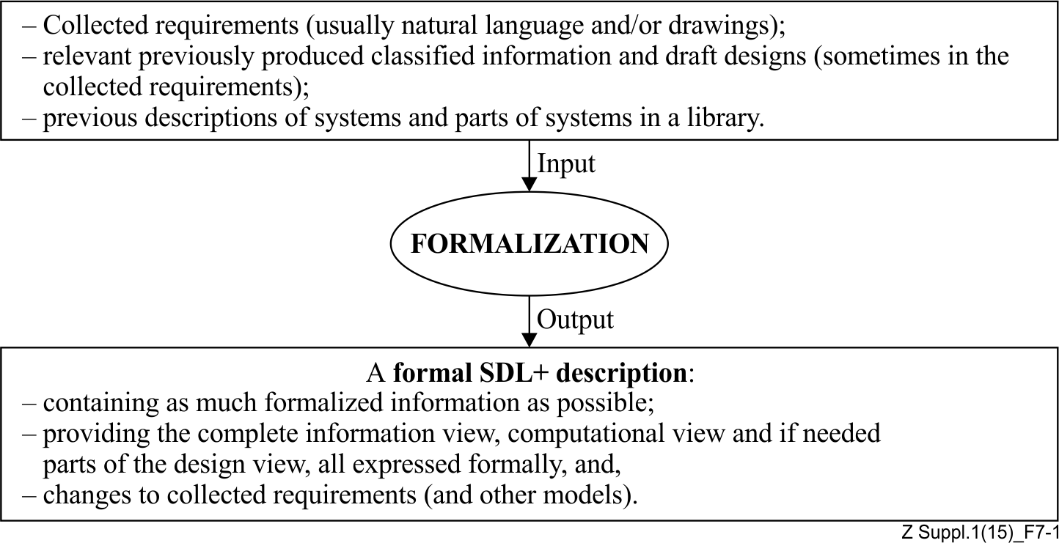 – Collected requirements (usually natural language and/or drawings);
– relevant previously produced classified information and draft designs (sometimes in the
collected requirements);
– previous descriptions of systems and parts of systems in a library.
Input
FORMALIZATION
Output
A formal SDL+ description:
– containing as much formalized information as possible;
– providing the complete information view, computational view and if needed
parts of the design view, all expressed formally, and,
– changes to collected requirements (and other models).
Z Suppl.1(15)_F7-1